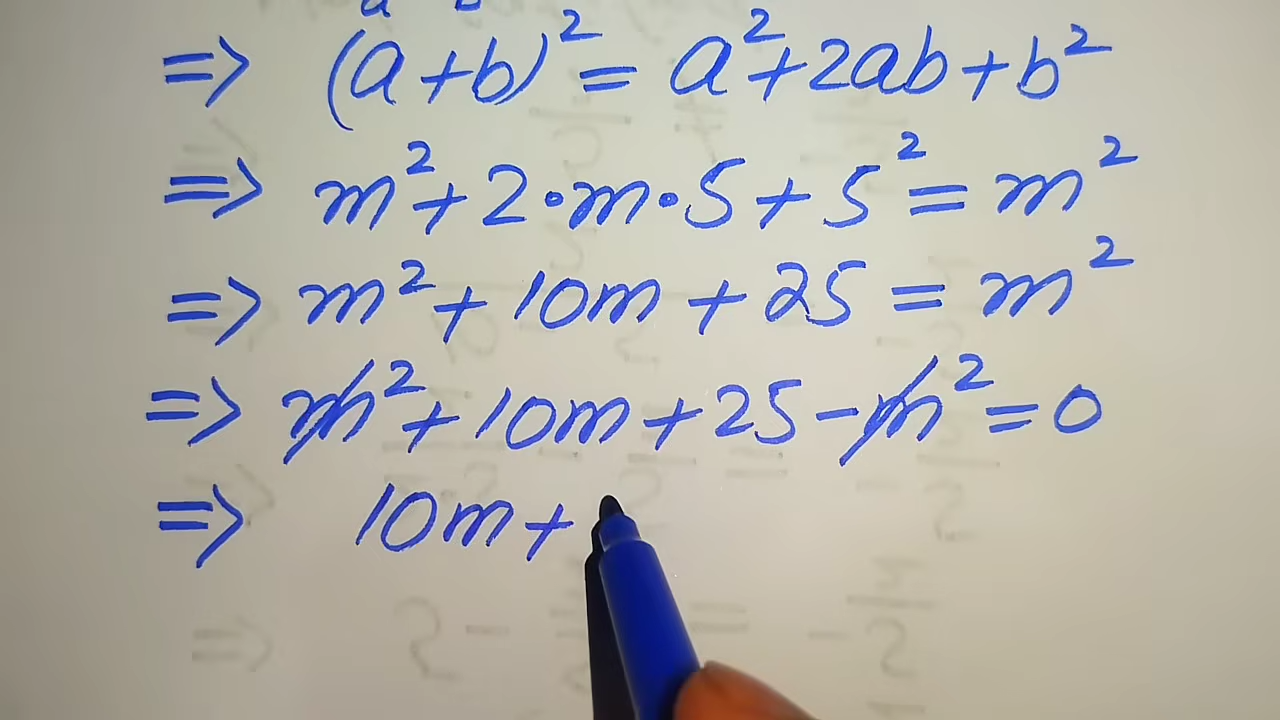 a b
⇒ (a+b)² = a²+2ab+b²
⇒ m²+2·m·5+5² = m²
⇒ m²+10m+25 = m²
⇒ m²+10m+25-m² = 0
⇒ 10m+